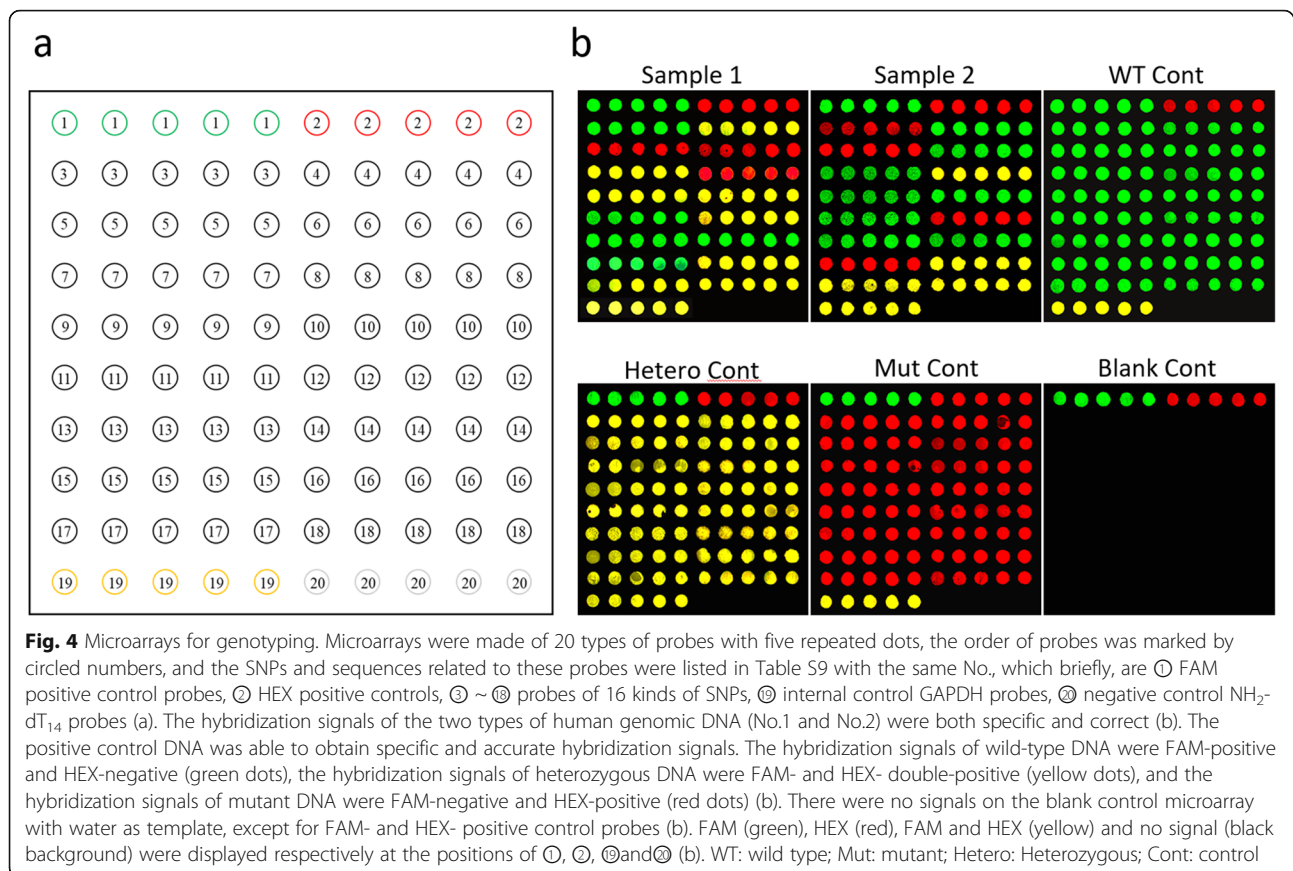 a
b
Sample 1
Sample 2
WT Cont
1 1 1 1 1 2 2 2 2 2
3 3 3 3 3 4 4 4 4 4
5 5 5 5 5 6 6 6 6 6
7 7 7 7 7 8 8 8 8 8
9 9 9 9 9 10 10 10 10 10
11 11 11 11 11 12 12 12 12 12
13 13 13 13 13 14 14 14 14 14
15 15 15 15 15 16 16 16 16 16
17 17 17 17 17 18 18 18 18 18
19 19 19 19 19 20 20 20 20 20
Hetero Cont
Mut Cont
Blank Cont
Fig. 4 Microarrays for genotyping. Microarrays were made of 20 types of probes with five repeated dots, the order of probes was marked by
circled numbers, and the SNPs and sequences related to these probes were listed in Table S9 with the same No., which briefly, are ① FAM
positive control probes, ② HEX positive controls, ③ ~ ⑱ probes of 16 kinds of SNPs, ⑲ internal control GAPDH probes, ⑳ negative control NH₂-
dT₁₄ probes (a). The hybridization signals of the two types of human genomic DNA (No.1 and No.2) were both specific and correct (b). The
positive control DNA was able to obtain specific and accurate hybridization signals. The hybridization signals of wild-type DNA were FAM-positive
and HEX-negative (green dots), the hybridization signals of heterozygous DNA were FAM- and HEX- double-positive (yellow dots), and the
hybridization signals of mutant DNA were FAM-negative and HEX-positive (red dots) (b). There were no signals on the blank control microarray
with water as template, except for FAM- and HEX- positive control probes (b). FAM (green), HEX (red), FAM and HEX (yellow) and no signal (black
background) were displayed respectively at the positions of ①, ②, ⑲and⑳ (b). WT: wild type; Mut: mutant; Hetero: Heterozygous; Cont: control